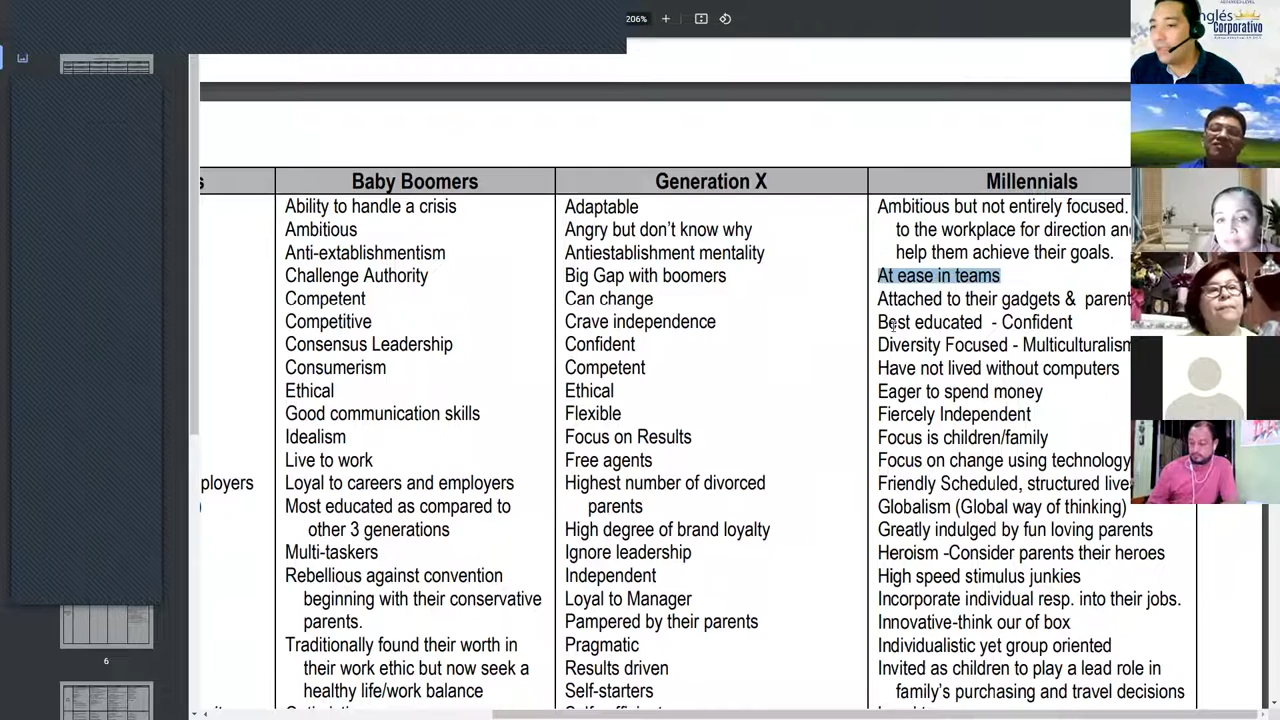 206%
ADVANCED LEVEL
Inglés
Corporativo
s
Baby Boomers
Generation X
Millennials
Ability to handle a crisis
Ambitious
Anti-extablishmentism
Challenge Authority
Competent
Competitive
Consensus Leadership
Consumerism
Ethical
Good communication skills
Idealism
Live to work
ployers
Loyal to careers and employers
Most educated as compared to
other 3 generations
Multi-taskers
Rebellious against convention
beginning with their conservative
parents.
Traditionally found their worth in
their work ethic but now seek a
healthy life/work balance
Adaptable
Angry but don't know why
Antiestablishment mentality
Big Gap with boomers
Can change
Crave independence
Confident
Competent
Ethical
Flexible
Focus on Results
Free agents
Highest number of divorced
parents
High degree of brand loyalty
Ignore leadership
Independent
Loyal to Manager
Pampered by their parents
Pragmatic
Results driven
Self-starters
Ambitious but not entirely focused.
to the workplace for direction and
help them achieve their goals.
At ease in teams
Attached to their gadgets & parent
Best educated - Confident
Diversity Focused - Multiculturalism
Have not lived without computers
Eager to spend money
Fiercely Independent
Focus is children/family
Focus on change using technology
Friendly Scheduled, structured live
Globalism (Global way of thinking)
Greatly indulged by fun loving parents
Heroism -Consider parents their heroes
High speed stimulus junkies
Incorporate individual resp. into their jobs.
Innovative-think our of box
Individualistic yet group oriented
Invited as children to play a lead role in
family's purchasing and travel decisions
6